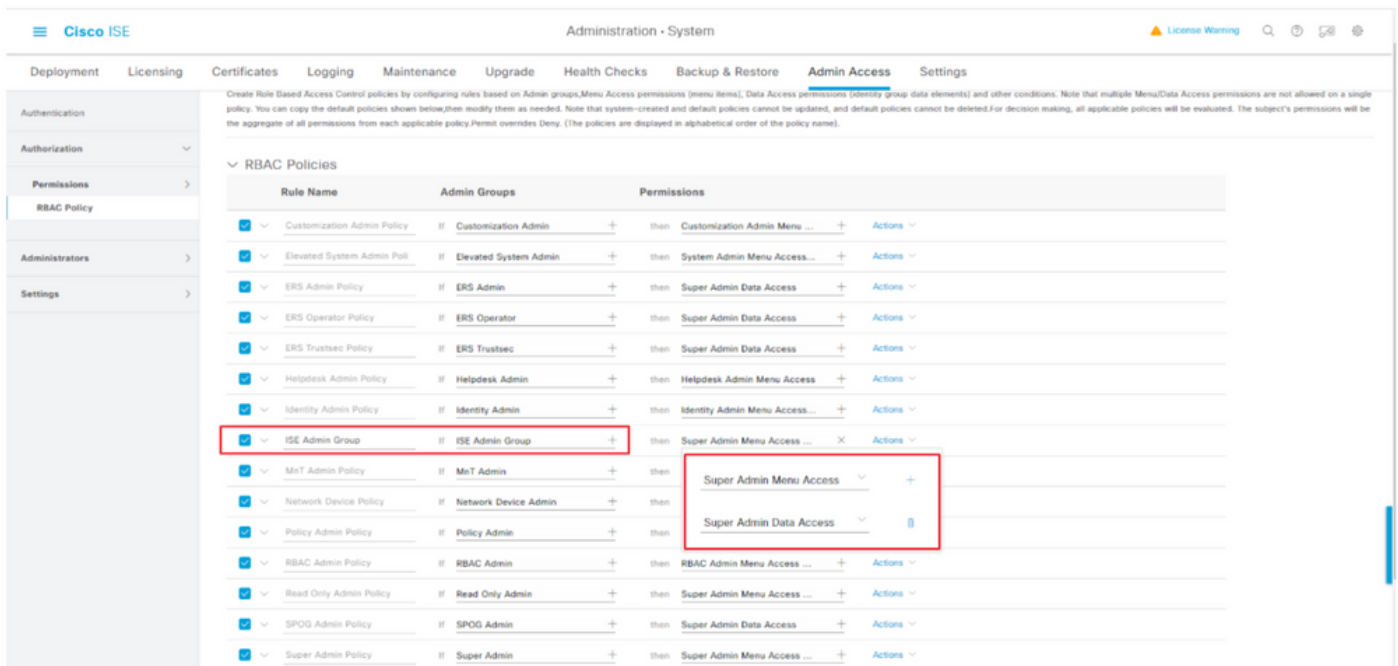 Cisco ISE
Administration · System
License Warning
Deployment Licensing Certificates Logging Maintenance Upgrade Health Checks Backup & Restore Admin Access Settings
Authentication
Authorization
Permissions
RBAC Policy
Administrators
Settings
Create Role Based Access Control policies by configuring rules based on Admin groups,Menu Access permissions (menu items), Data Access permissions (identity group data elements) and other conditions. Note that multiple Menu/Data Access permissions are not allowed on a single
policy. You can copy the default policies shown below,then modify them as needed. Note that system-created and default policies cannot be updated, and default policies cannot be deleted.For decision making, all applicable policies will be evaluated. The subject's permissions will be
the aggregate of all permissions from each applicable policy.Permit overrides Deny. (The policies are displayed in alphabetical order of the policy name).
RBAC Policies
Rule Name Admin Groups Permissions
Customization Admin Policy If Customization Admin + then Customization Admin Menu ... + Actions
Elevated System Admin Poli If Elevated System Admin + then System Admin Menu Access... + Actions
ERS Admin Policy If ERS Admin + then Super Admin Data Access + Actions
ERS Operator Policy If ERS Operator + then Super Admin Data Access + Actions
ERS Trustsec Policy If ERS Trustsec + then Super Admin Data Access + Actions
Helpdesk Admin Policy If Helpdesk Admin + then Helpdesk Admin Menu Access + Actions
Identity Admin Policy If Identity Admin + then Identity Admin Menu Access... + Actions
ISE Admin Group If ISE Admin Group + then Super Admin Menu Access ... × Actions
MnT Admin Policy If MnT Admin + then
Super Admin Menu Access +
Network Device Policy If Network Device Admin + then
Super Admin Data Access
Policy Admin Policy If Policy Admin + then
RBAC Admin Policy If RBAC Admin + then RBAC Admin Menu Access ... + Actions
Read Only Admin Policy If Read Only Admin + then Super Admin Menu Access ... + Actions
SPOG Admin Policy If SPOG Admin + then Super Admin Data Access + Actions
Super Admin Policy If Super Admin + then Super Admin Menu Access ... + Actions